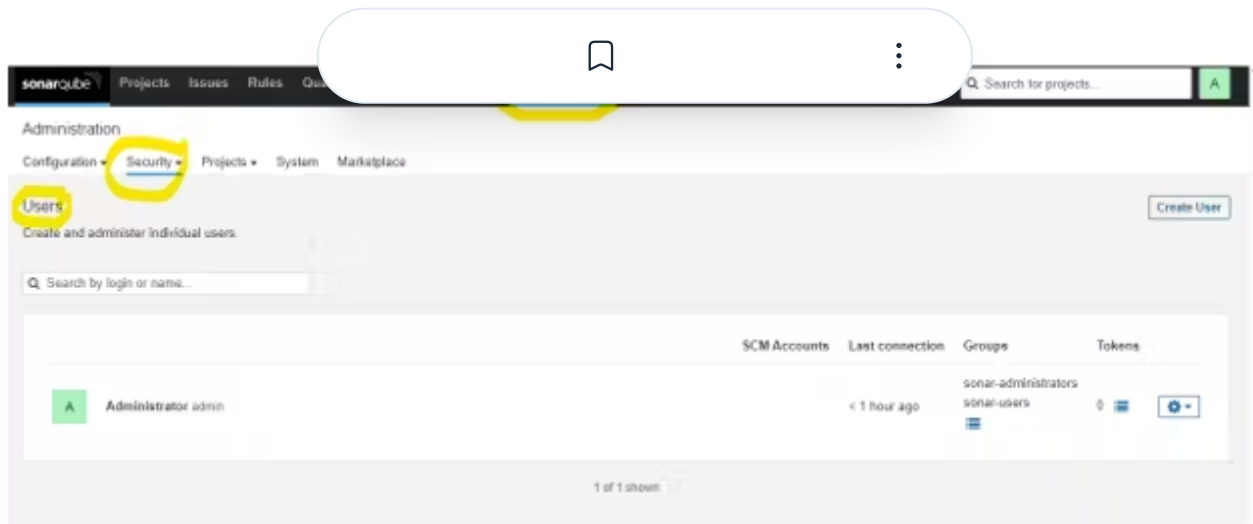 sonarqube Projects Issues Rules Search for projects... A
Administration
Configuration Security Projects System Marketplace
Users
Create User
Create and administer individual users.
Search by login or name...
SCM Accounts Last connection Groups Tokens
A Administrator admin < 1 hour ago sonar-administrators
sonar-users 0
1 of 1 shown